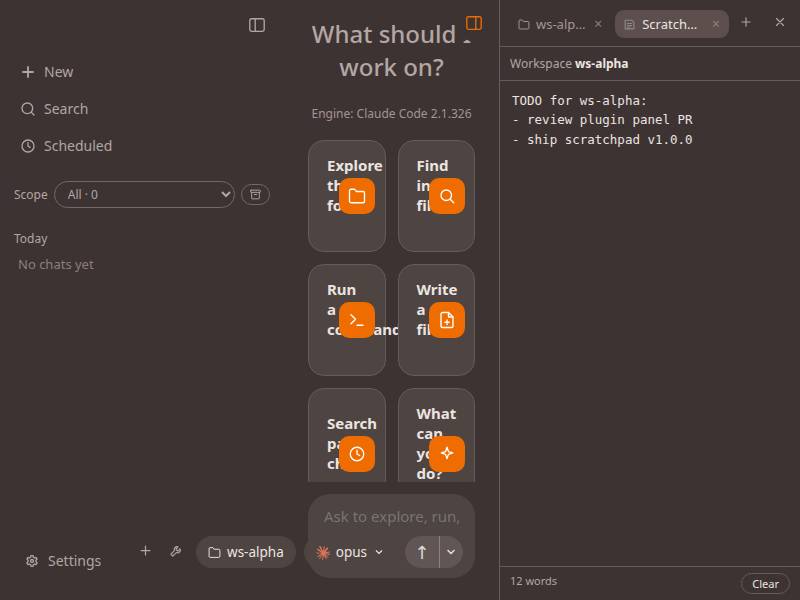 New
Search
Scheduled
Scope
All · 0
Today
No chats yet
Settings
What should
work on?
Engine: Claude Code 2.1.326
Explore
Find
Run
a
Write
a
Search
What
can
do?
Ask to explore, run,
ws-alpha
opus
ws-alp...
Scratch...
Workspace ws-alpha
TODO for ws-alpha:
- review plugin panel PR
- ship scratchpad v1.0.0
12 words
Clear